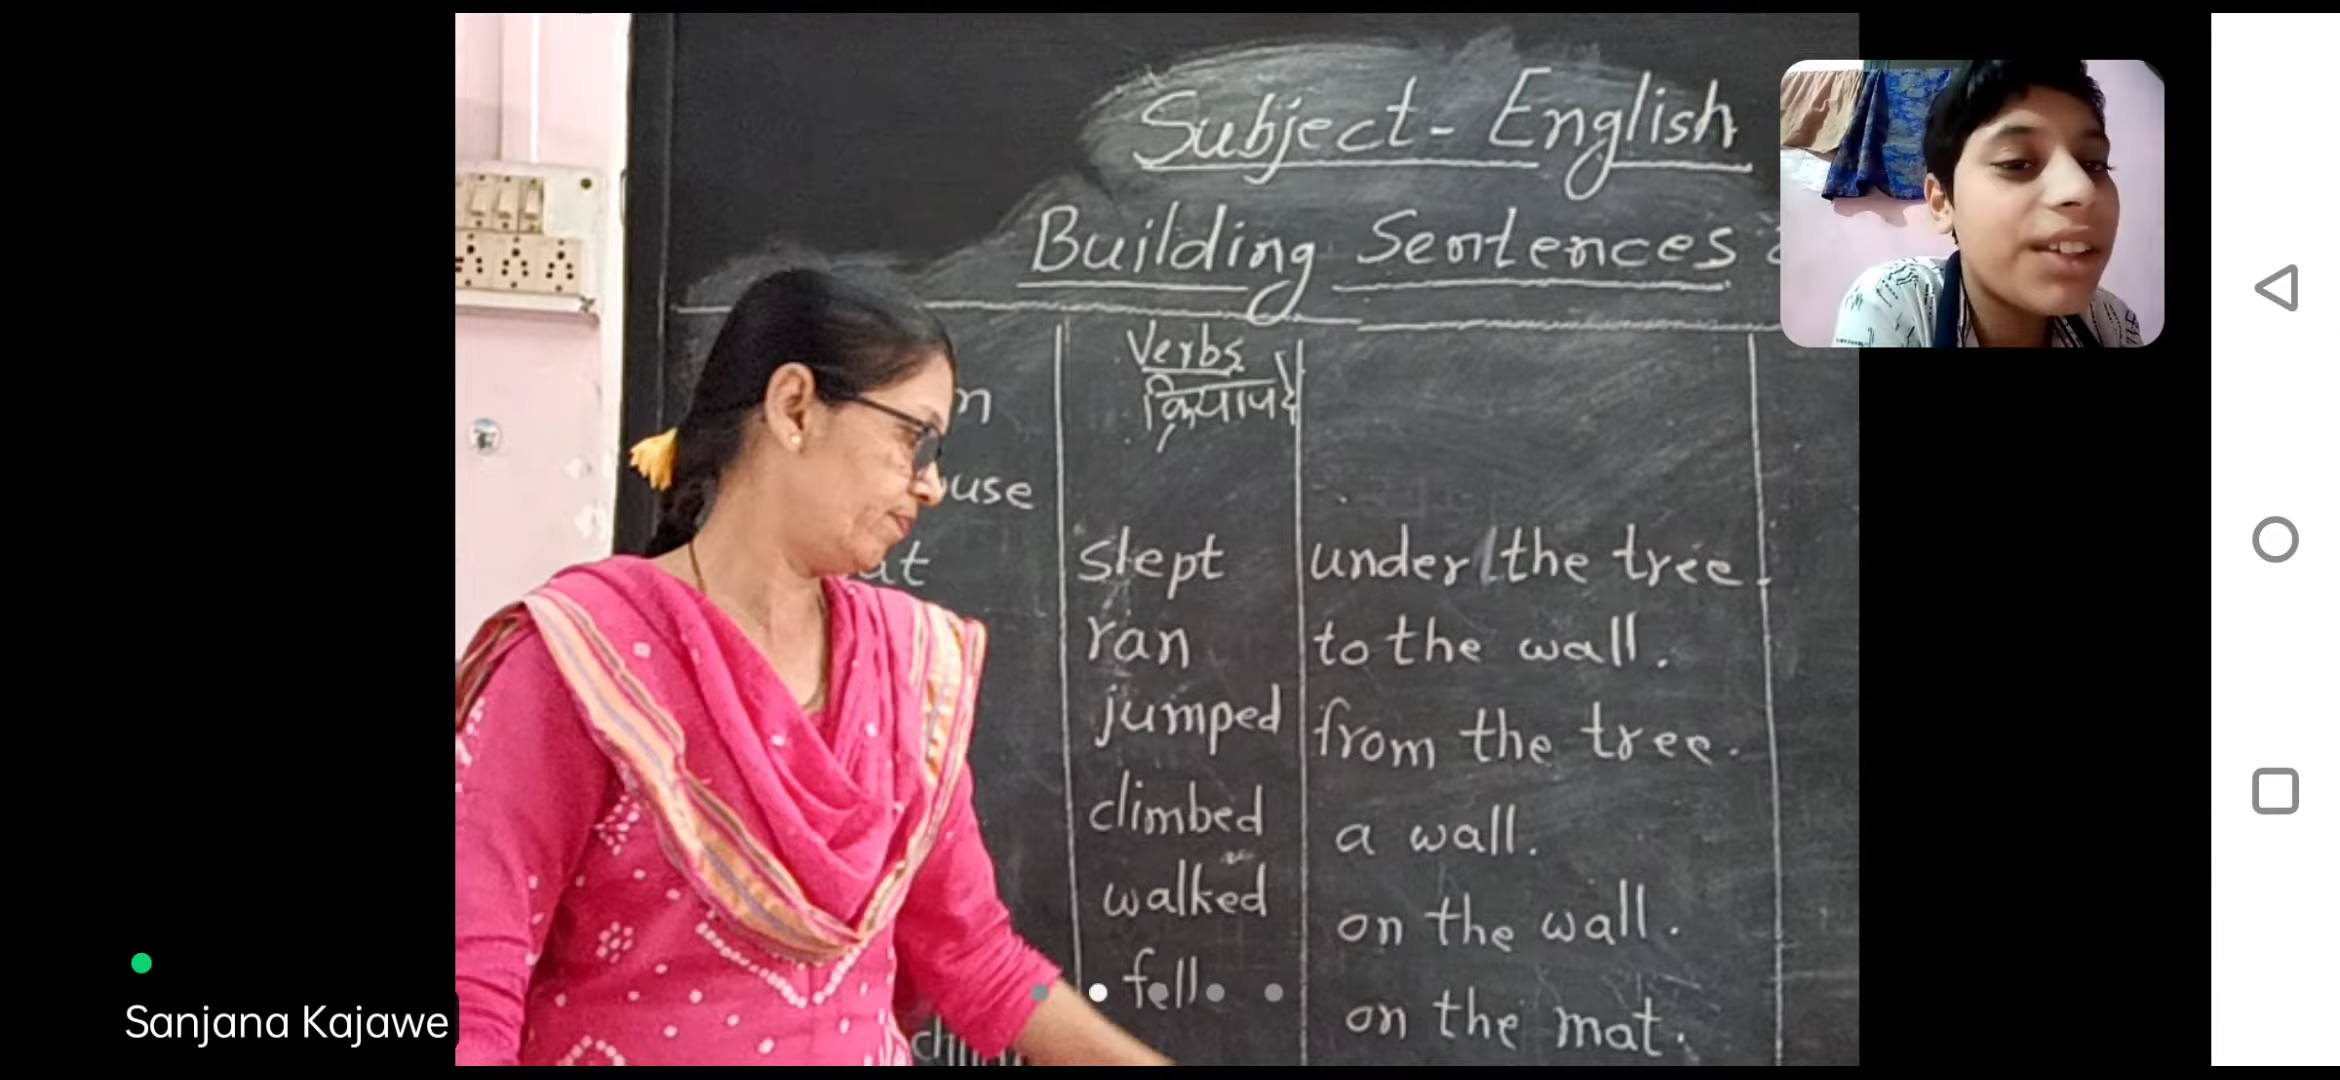 Subject - English
Building Sentences
Verbs
क्रियापद
slept under the tree.
ran to the wall.
jumped from the tree.
climbed a wall.
walked on the wall.
fell on the mat.
Sanjana Kajawe